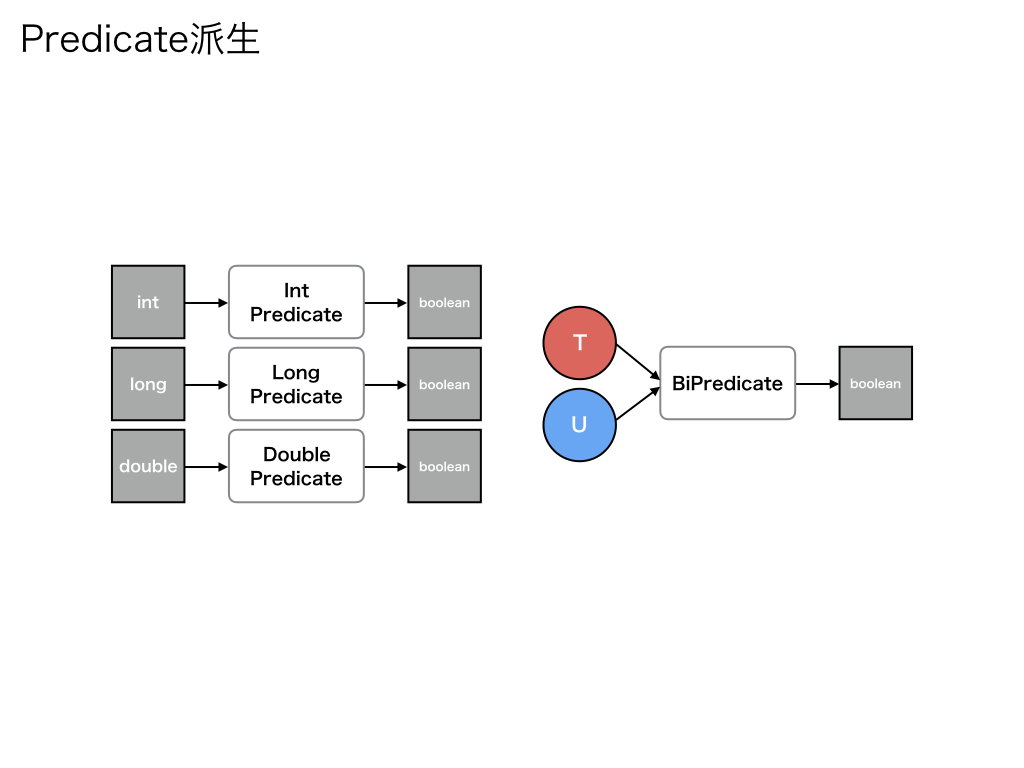 Predicate派生
int
Int
Predicate
boolean
long
Long
Predicate
boolean
double
Double
Predicate
boolean
T
U
BiPredicate
boolean